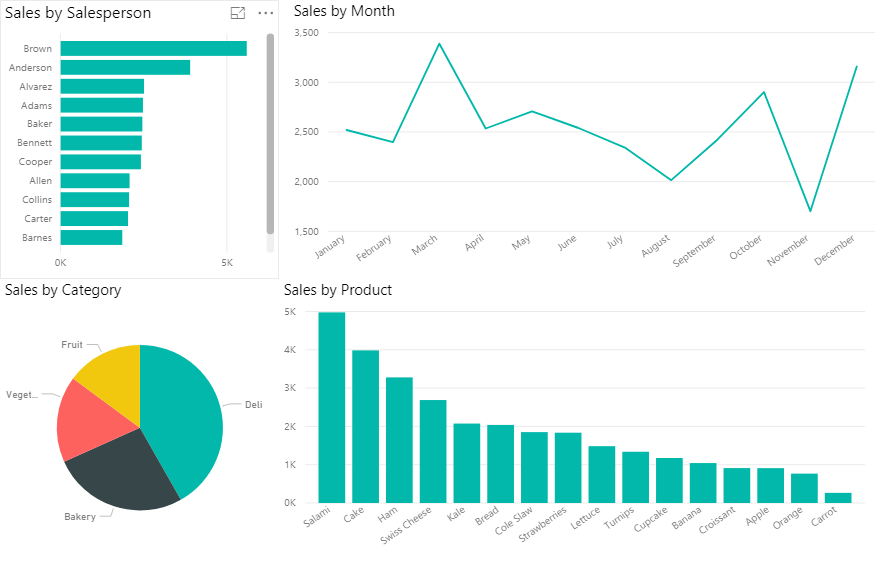 Sales by Salesperson
Brown
Anderson
Alvarez
Adams
Baker
Bennett
Cooper
Allen
Collins
Carter
Barnes
0K 5K
Sales by Month
3,500
3,000
2,500
2,000
1,500
January February March April May June July August September October November December
Sales by Category
Fruit
Veget...
Deli
Bakery
Sales by Product
5K
4K
3K
2K
1K
0K
Salami Cake Ham Swiss Cheese Kale Bread Cole Slaw Strawberries Lettuce Turnips Cupcake Banana Croissant Apple Orange Carrot